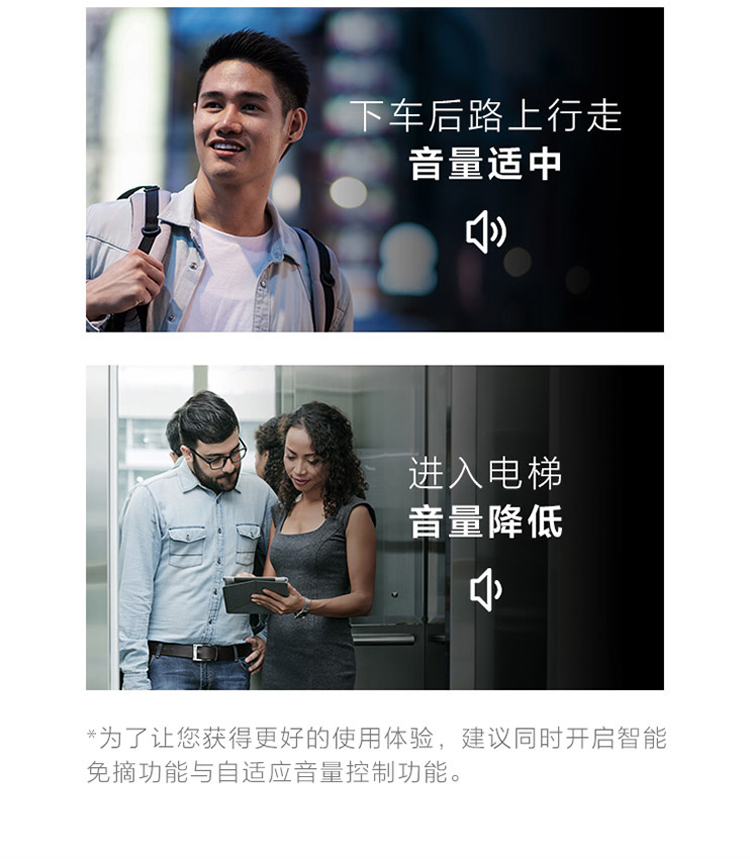 下车后路上行走
音量适中
进入电梯
音量降低
*为了让您获得更好的使用体验，建议同时开启智能
免摘功能与自适应音量控制功能。